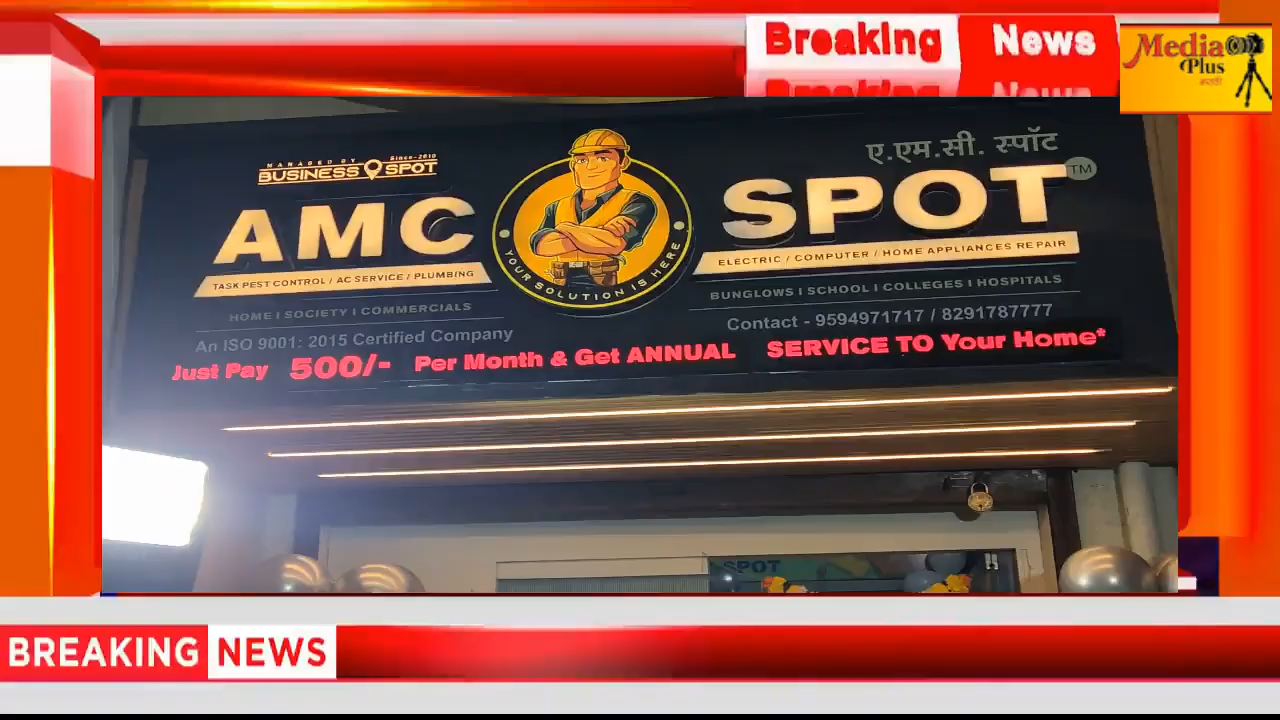 Breaking News
Media
Plus
मराठी
MANAGED BY Since-2010
BUSINESS SPOT
ए.एम.सी. स्पॉट
AMC SPOT
TM
TASK PEST CONTROL / AC SERVICE / PLUMBING
ELECTRIC / COMPUTER / HOME APPLIANCES REPAIR
YOUR SOLUTION IS HERE
HOME I SOCIETY I COMMERCIALS
BUNGLOWS I SCHOOL I COLLEGES I HOSPITALS
An ISO 9001: 2015 Certified Company
Contact - 9594971717 / 8291787777
Just Pay 500/- Per Month & Get ANNUAL SERVICE TO Your Home*
SPOT
BREAKING NEWS